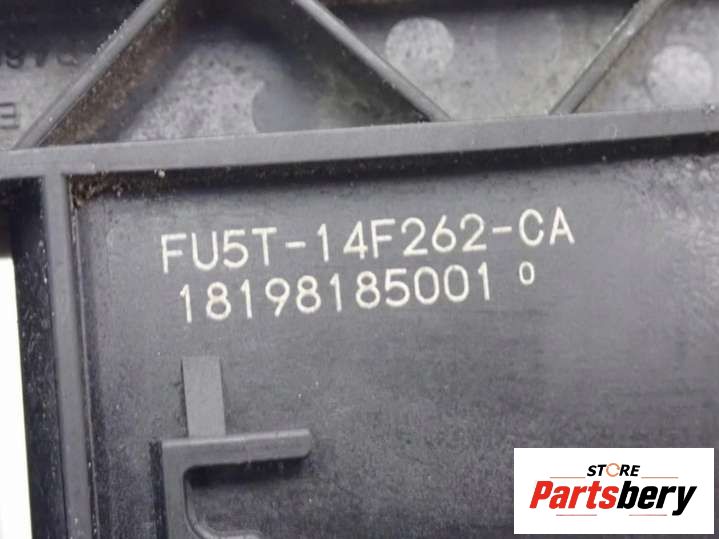 FU5T-14F262-CA
18198185001 0
STORE
Partsbery